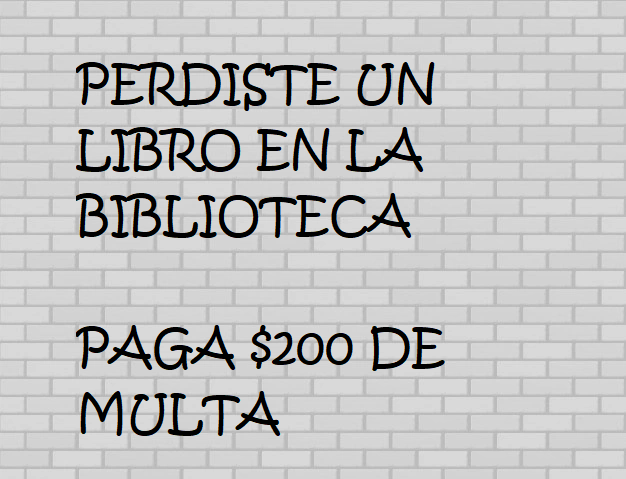 PERDISTE UN
LIBRO EN LA
BIBLIOTECA
PAGA $200 DE
MULTA